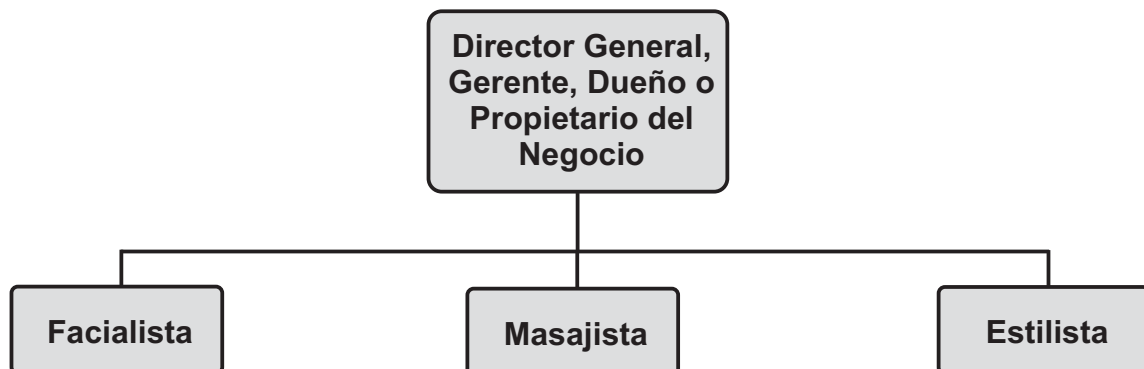 Director General,
Gerente, Dueño o
Propietario del
Negocio
Facialista
Masajista
Estilista